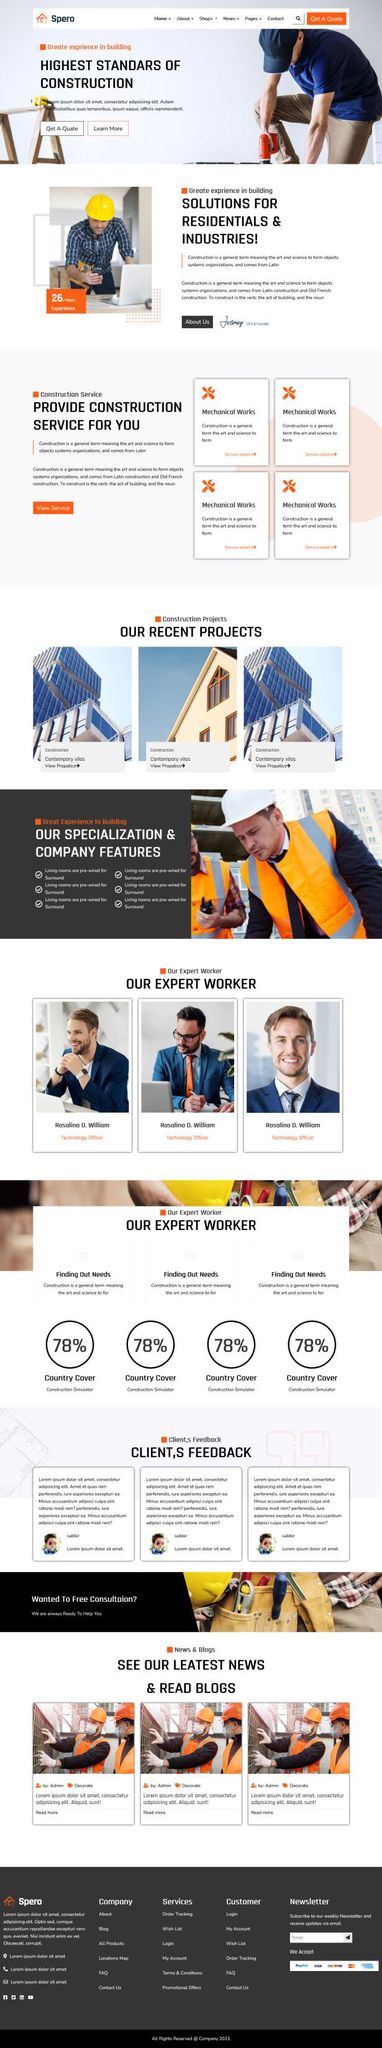 Spero
Home + About + Shop+ News + Pages + Contact
Qet A Quate
Greate exprience in building
HIGHEST STANDARS OF
CONSTRUCTION
ipsum dolor sit amet, consectetur adipisicing elit. Autem
quas temporibus, ipsum eaque, officiis reprehenderit.
Qet A Quate
Learn More
26 /Years
Experience
Greate exprience in building
SOLUTIONS FOR
RESIDENTIALS &
INDUSTRIES!
Construction is a general term meaning the art and science to form objects
systems organizations, and comes from Latin
Construction is a general term meaning the art and science to form objects
systems organizations, and comes from Latin construction and Old French
construction. To construct is the verb: the act of building, and the noun
About Us
CEO & Founder
Construction Service
PROVIDE CONSTRUCTION
SERVICE FOR YOU
Construction is a general term meaning the art and science to form
objects systems organizations, and comes from Latin
Construction is a general term meaning the art and science to form objects
systems organizations, and comes from Latin construction and Old French
construction. To construct is the verb: the act of building, and the noun
View Service
Mechanical Works
Construction is a general
term the art and science to
form
Service details
Mechanical Works
Construction is a general
term the art and science to
form
Service details
Mechanical Works
Construction is a general
term the art and science to
form
Service details
Mechanical Works
Construction is a general
term the art and science to
form
Service details
Construction Projects
OUR RECENT PROJECTS
Construction
Contempory vilas
View Propatics
Construction
Contempory vilas
View Propatics
Construction
Contempory vilas
View Propatics
Great Experience In Building
OUR SPECIALIZATION &
COMPANY FEATURES
Living rooms are pre-wired for
Surround
Living rooms are pre-wired for
Surround
Living rooms are pre-wired for
Surround
Living rooms are pre-wired for
Surround
Living rooms are pre-wired for
Surround
Living rooms are pre-wired for
Surround
Our Expert Worker
OUR EXPERT WORKER
Rosalina D. William
Technology Officer
Rosalina D. William
Technology Officer
Rosalina D. William
Technology Officer
Our Expert Worker
OUR EXPERT WORKER
01
Finding Out Needs
Construction is a general term meaning
the art and science to for
02
Finding Out Needs
Construction is a general term meaning
the art and science to for
03
Finding Out Needs
Construction is a general term meaning
the art and science to for
78%
Country Cover
Construction Simulator
78%
Country Cover
Construction Simulator
78%
Country Cover
Construction Simulator
78%
Country Cover
Construction Simulator
Client,s Feedback
CLIENT,S FEEDBACK
Lorem ipsum dolor sit amet, consectetur
adipisicing elit. Amet et quas rem
perferendis, iure asperiores excepturi ea.
Minus accusantium adipisci culpa sint
ratione modi rem? perferendis, iure
asperiores excepturi ea. Minus accusantium
adipisci culpa sint ratione modi rem?
sabbir
Lorem ipsum dolor sit amet.
Lorem ipsum dolor sit amet, consectetur
adipisicing elit. Amet et quas rem
perferendis, iure asperiores excepturi ea.
Minus accusantium adipisci culpa sint
ratione modi rem? perferendis, iure
asperiores excepturi ea. Minus accusantium
adipisci culpa sint ratione modi rem?
sabbir
Lorem ipsum dolor sit amet.
Lorem ipsum dolor sit amet, consectetur
adipisicing elit. Amet et quas rem
perferendis, iure asperiores excepturi ea.
Minus accusantium adipisci culpa sint
ratione modi rem? perferendis, iure
asperiores excepturi ea. Minus accusantium
adipisci culpa sint ratione modi rem?
sabbir
Lorem ipsum dolor sit amet.
Wanted To Free Consultaion?
We are always Ready To Help You
News & Blogs
SEE OUR LEATEST NEWS
& READ BLOGS
by: Admin Decorate
Lorem ipsum dolor sit amet, consectetur
adipisicing elit. Aliquid, sunt!
Read more
by: Admin Decorate
Lorem ipsum dolor sit amet, consectetur
adipisicing elit. Aliquid, sunt!
Read more
by: Admin Decorate
Lorem ipsum dolor sit amet, consectetur
adipisicing elit. Aliquid, sunt!
Read more
Spero
Lorem ipsum dolor sit amet, consectetur
adipisicing elit. Optio sed, cumque
accusantium repudiandae excepturi vero
quo, eveniet. Nisi incidunt enim ex vel.
Obcaecati, corrupti.
Lorem ipsum dolor sit amet
Lorem ipsum dolor sit amet
Lorem ipsum dolor sit amet
Company
About
Blog
All Products
Locations Map
FAQ
Contact Us
Services
Order Tracking
Wish List
Login
My Account
Terms & Conditions
Promotional Offers
Customer
Login
My Account
Wish List
Order Tracking
FAQ
Contact Us
Newsletter
Subscribe to our weekly Newsletter and
receive updates via email.
Email
We Accept
PayPal VISA
All Rights Reserved @ Company 2021